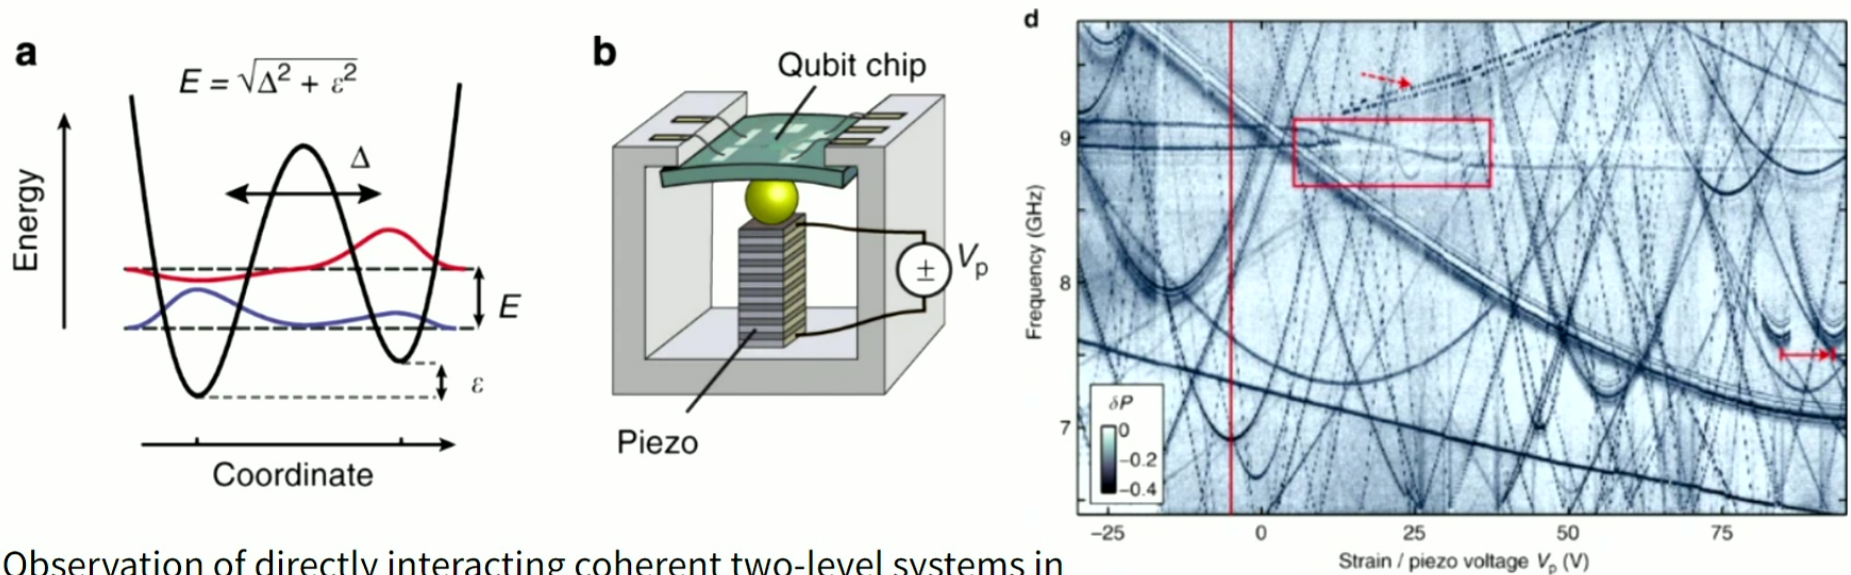 a
E = √Δ² + ε²
Δ
Energy
E
ε
Coordinate
b
Qubit chip
±
Vp
Piezo
d
Frequency (GHz)
9
8
7
δP
0
−0.2
−0.4
−25
0
25
50
75
Strain / piezo voltage Vp (V)
Observation of directly interacting coherent two-level systems in